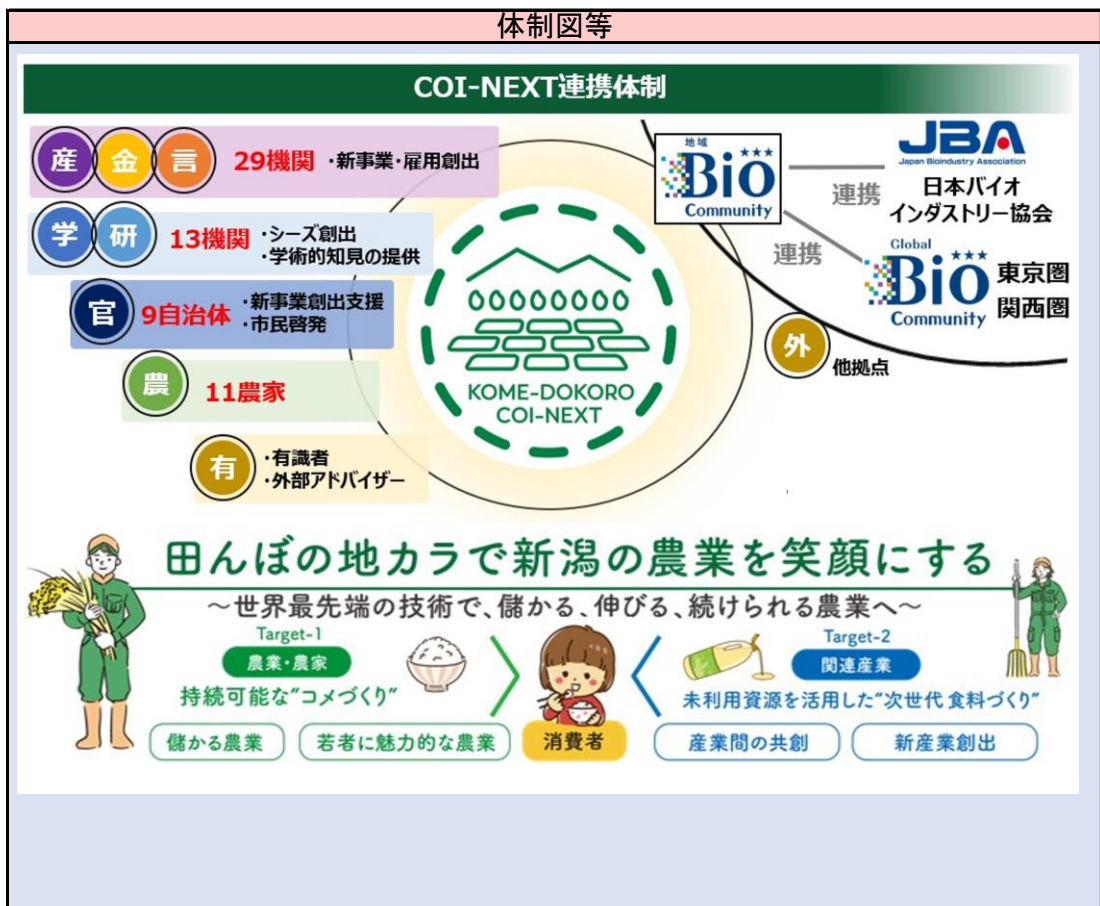 体制図等
COI-NEXT連携体制
産 金 言 29機関 ・新事業・雇用創出
学 研 13機関 ・シーズ創出
・学術的知見の提供
官 9自治体 ・新事業創出支援
・市民啓発
農 11農家
有 ・有識者
・外部アドバイザー
KOME-DOKORO
COI-NEXT
地域
Bio
Community
連携
JBA
Japan Bioindustry Association
日本バイオ
インダストリー協会
連携
Global
Bio
Community
東京圏
関西圏
外 他拠点
田んぼの地カラで新潟の農業を笑顔にする
～世界最先端の技術で、儲かる、伸びる、続けられる農業へ～
Target-1
農業・農家
持続可能な“コメづくり”
儲かる農業 若者に魅力的な農業
消費者
Target-2
関連産業
未利用資源を活用した“次世代食料づくり”
産業間の共創 新産業創出